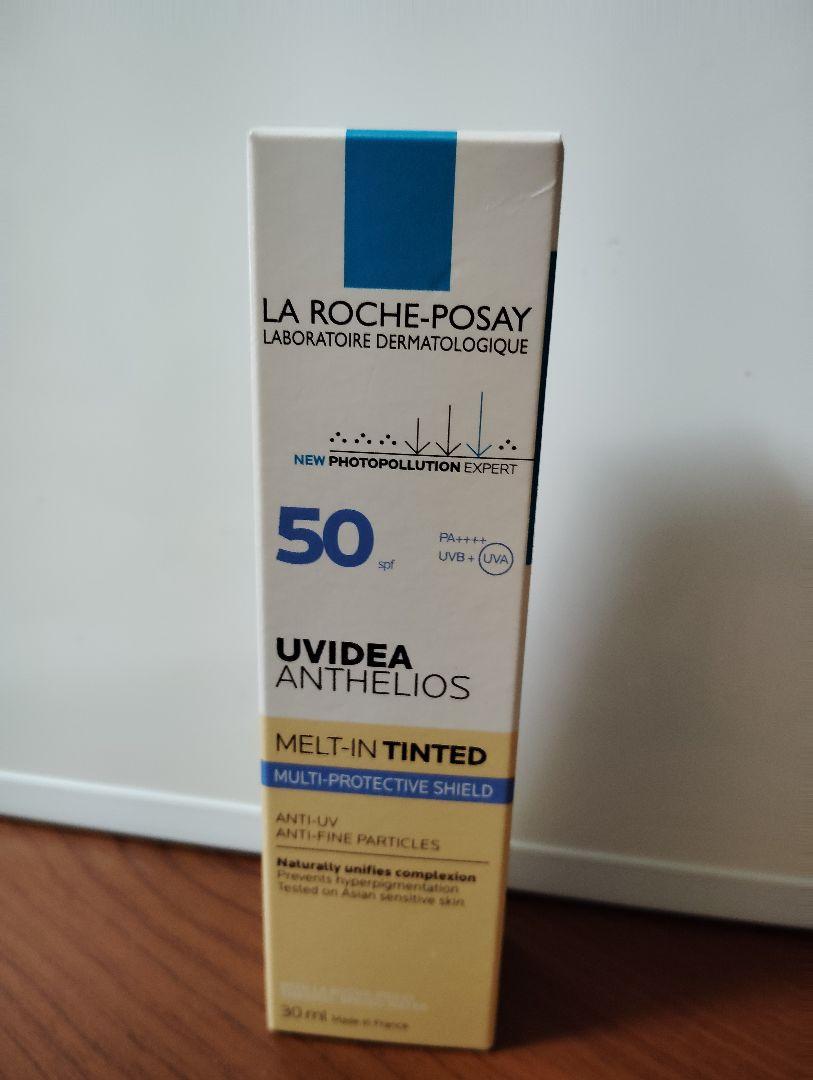 LA ROCHE-POSAY
LABORATOIRE DERMATOLOGIQUE
NEW PHOTOPOLLUTION EXPERT
50 spf
PA++++
UVB + UVA
UVIDEA
ANTHELIOS
MELT-IN TINTED
MULTI-PROTECTIVE SHIELD
ANTI-UV
ANTI-FINE PARTICLES
Naturally unifies complexion
Prevents hyperpigmentation
Tested on Asian sensitive skin
30 ml Made in France